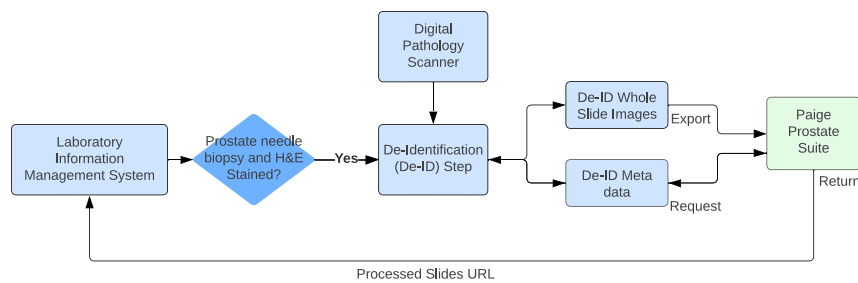 Digital
Pathology
Scanner
Laboratory
Information
Management System
Prostate needle
biopsy and H&E
Stained?
Yes
De-Identification
(De-ID) Step
De-ID Whole
Slide Images
Export
De-ID Meta
data
Request
Paige
Prostate
Suite
Return
Processed Slides URL